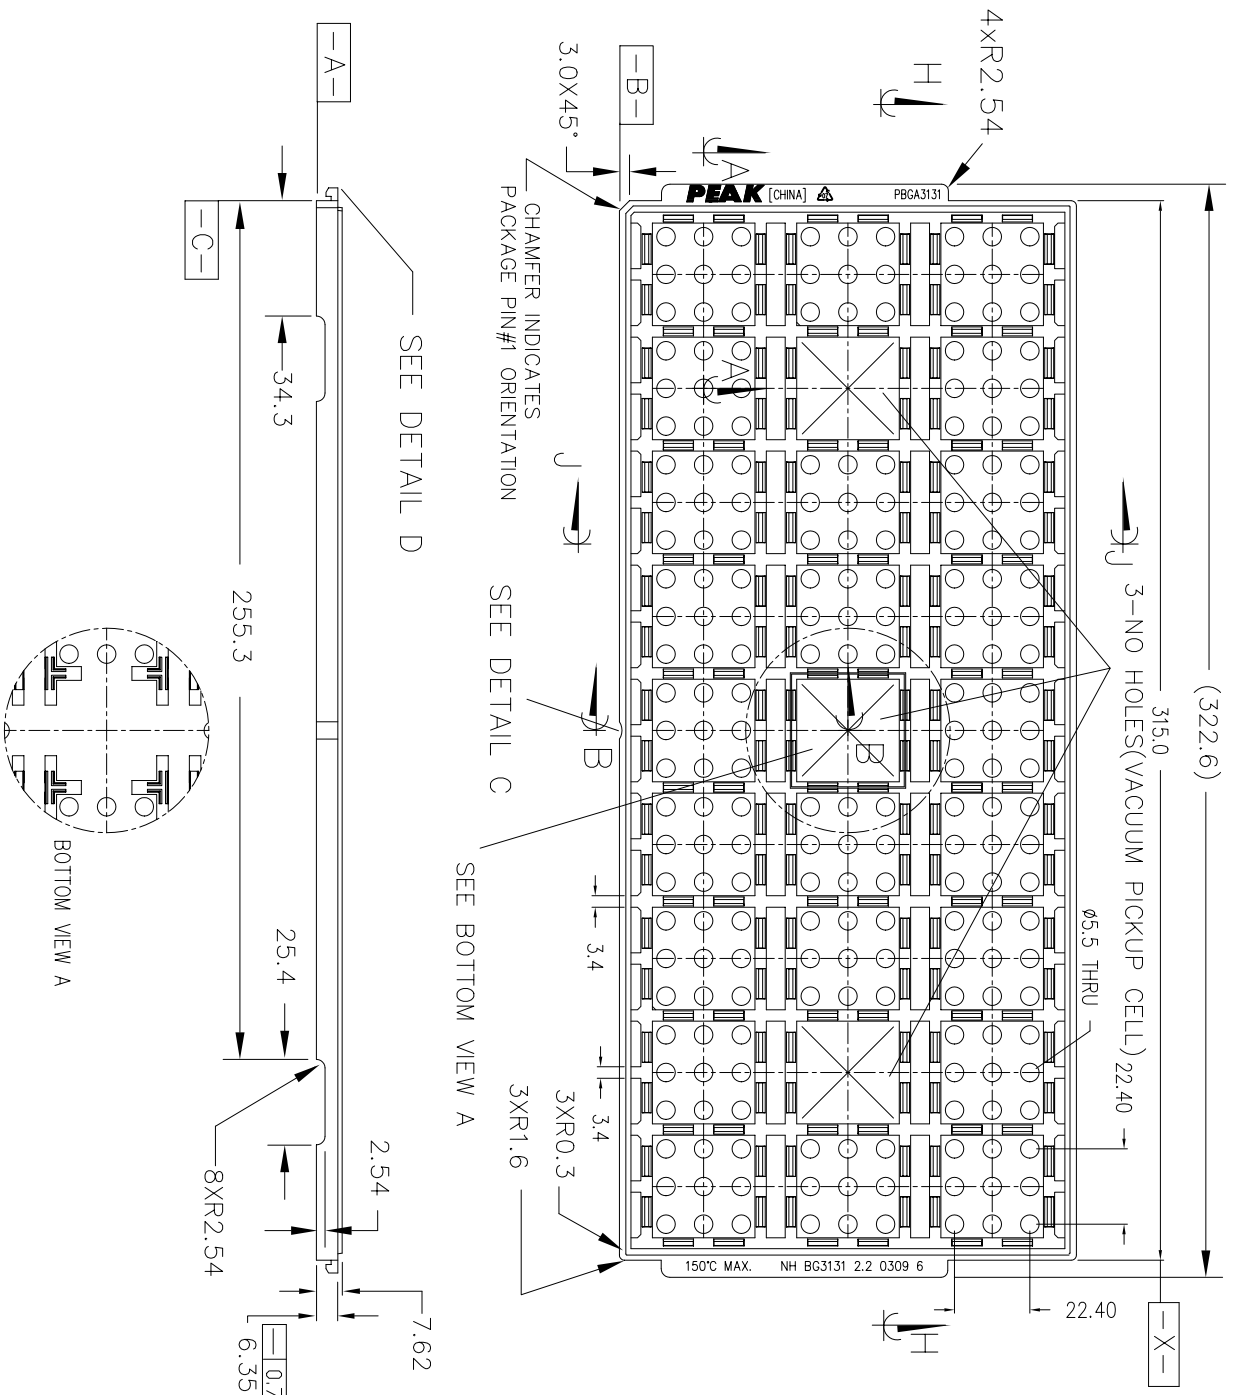 4xR2.54
H
A
-B-
3.0X45°
-A-
PEAK [CHINA]
PBGA3131
CHAMFER INDICATES
PACKAGE PIN#1 ORIENTATION
-C-
SEE DETAIL D
34.3
A
J
J
255.3
SEE DETAIL C
B
B
3-NO HOLES(VACUUM PICKUP CELL)
315.0
(322.6)
SEE BOTTOM VIEW A
BOTTOM VIEW A
25.4
3.4
3.4
Ø5.5 THRU
22.40
22.40
3XR0.3
3XR1.6
2.54
8XR2.54
150°C MAX.
NH BG3131 2.2 0309 6
H
-X-
7.62
6.35